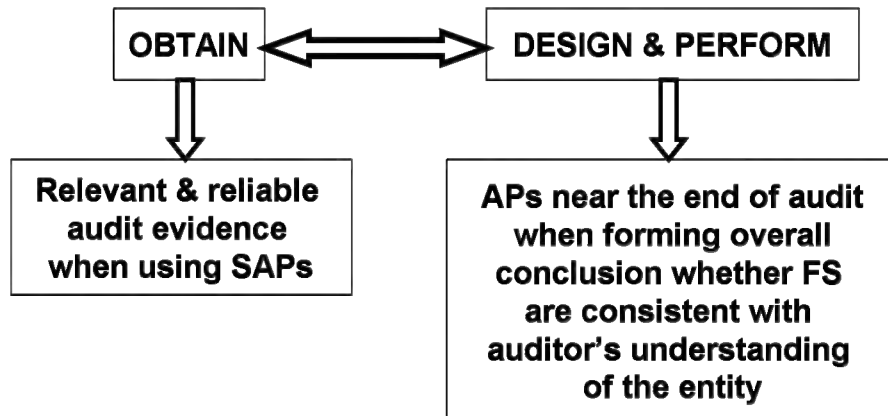 OBTAIN
DESIGN & PERFORM
Relevant & reliable
audit evidence
when using SAPs
APs near the end of audit
when forming overall
conclusion whether FS
are consistent with
auditor's understanding
of the entity